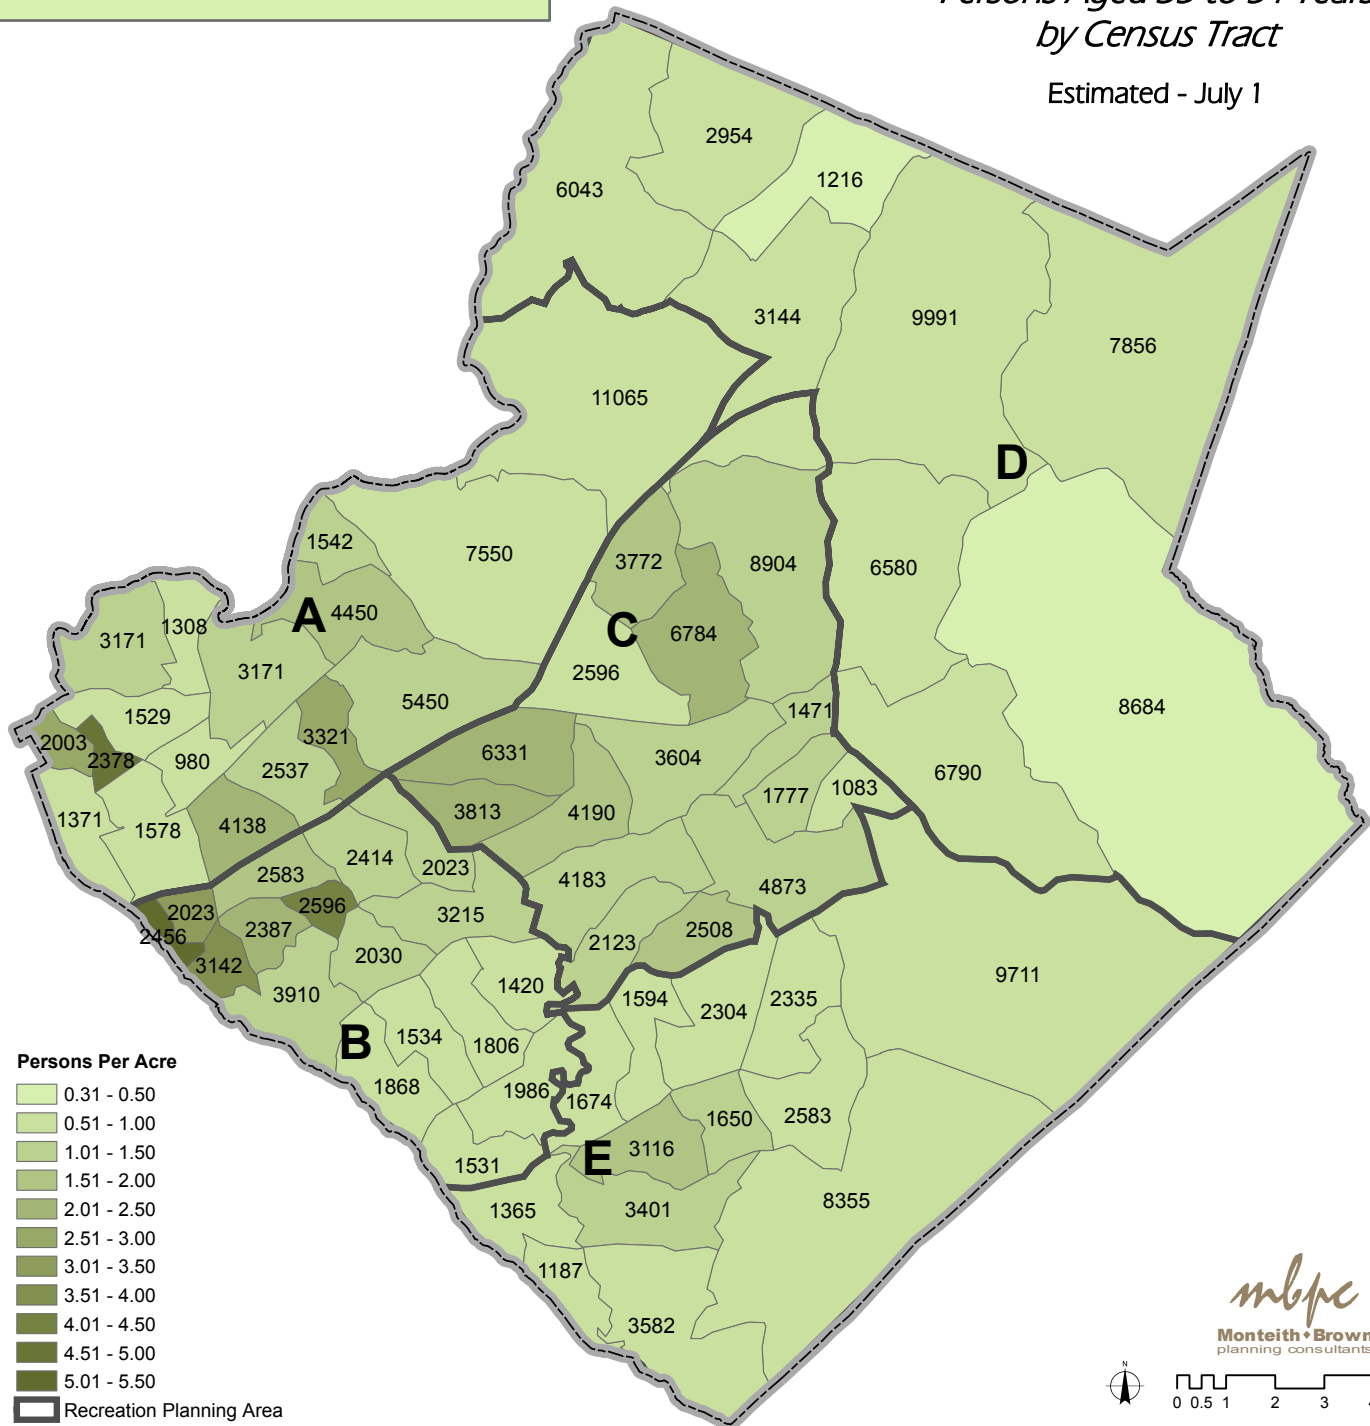 Persons Aged 35 to 54 Years
by Census Tract
Estimated - July 1
2954
1216
6043
3144
9991
7856
11065
D
1542
7550
3772
8904
6580
A
4450
C
6784
3171
1308
3171
2596
5450
8684
1529
1471
2003
2378
980
3321
2537
6331
3604
6790
1371
1578
4138
3813
4190
1777
1083
2414
2023
2583
4183
4873
2596
2023
2456
2387
3215
2508
2123
3142
2030
3910
1420
1594
2304
2335
9711
B
1534
1806
1868
1986
1674
1650
2583
3116
E
1531
1365
3401
8355
1187
3582
Persons Per Acre
0.31 - 0.50
0.51 - 1.00
1.01 - 1.50
1.51 - 2.00
2.01 - 2.50
2.51 - 3.00
3.01 - 3.50
3.51 - 4.00
4.01 - 4.50
4.51 - 5.00
5.01 - 5.50
Recreation Planning Area
mbpc
Monteith♦Brown
planning consultants
N
0 0.5 1 2 3